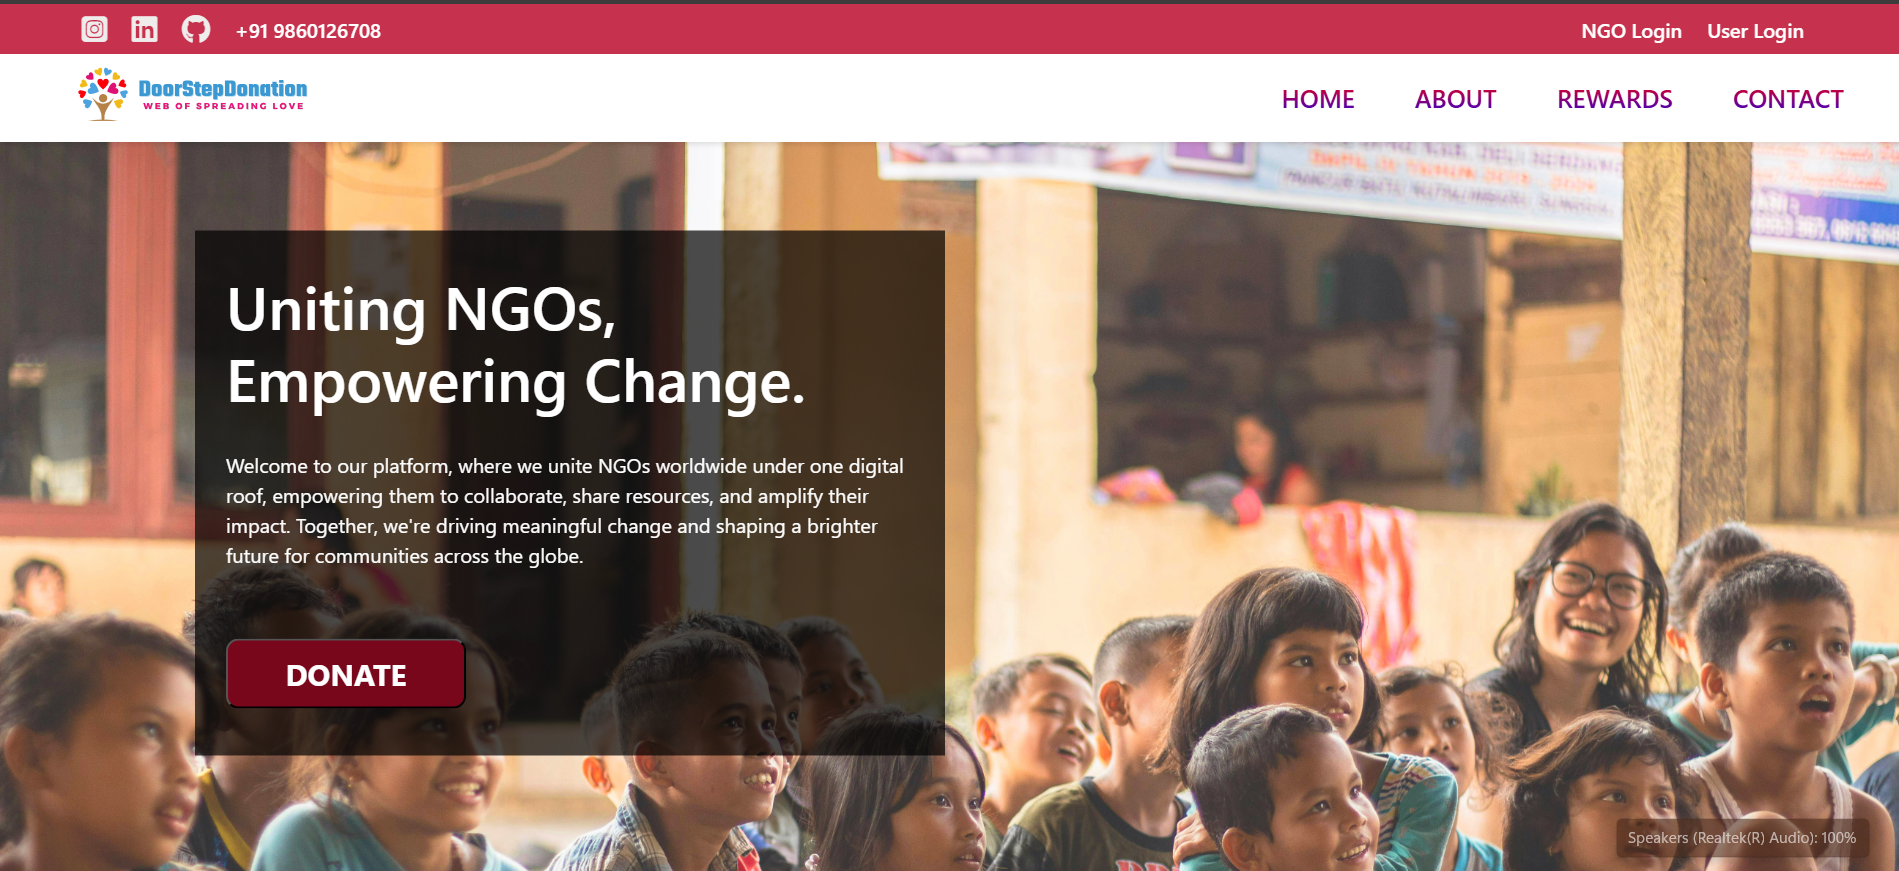 +91 9860126708
NGO Login
User Login
DoorStepDonation
WEB OF SPREADING LOVE
HOME
ABOUT
REWARDS
CONTACT
Uniting NGOs,
Empowering Change.
Welcome to our platform, where we unite NGOs worldwide under one digital
roof, empowering them to collaborate, share resources, and amplify their
impact. Together, we're driving meaningful change and shaping a brighter
future for communities across the globe.
DONATE
Speakers (Realtek(R) Audio): 100%